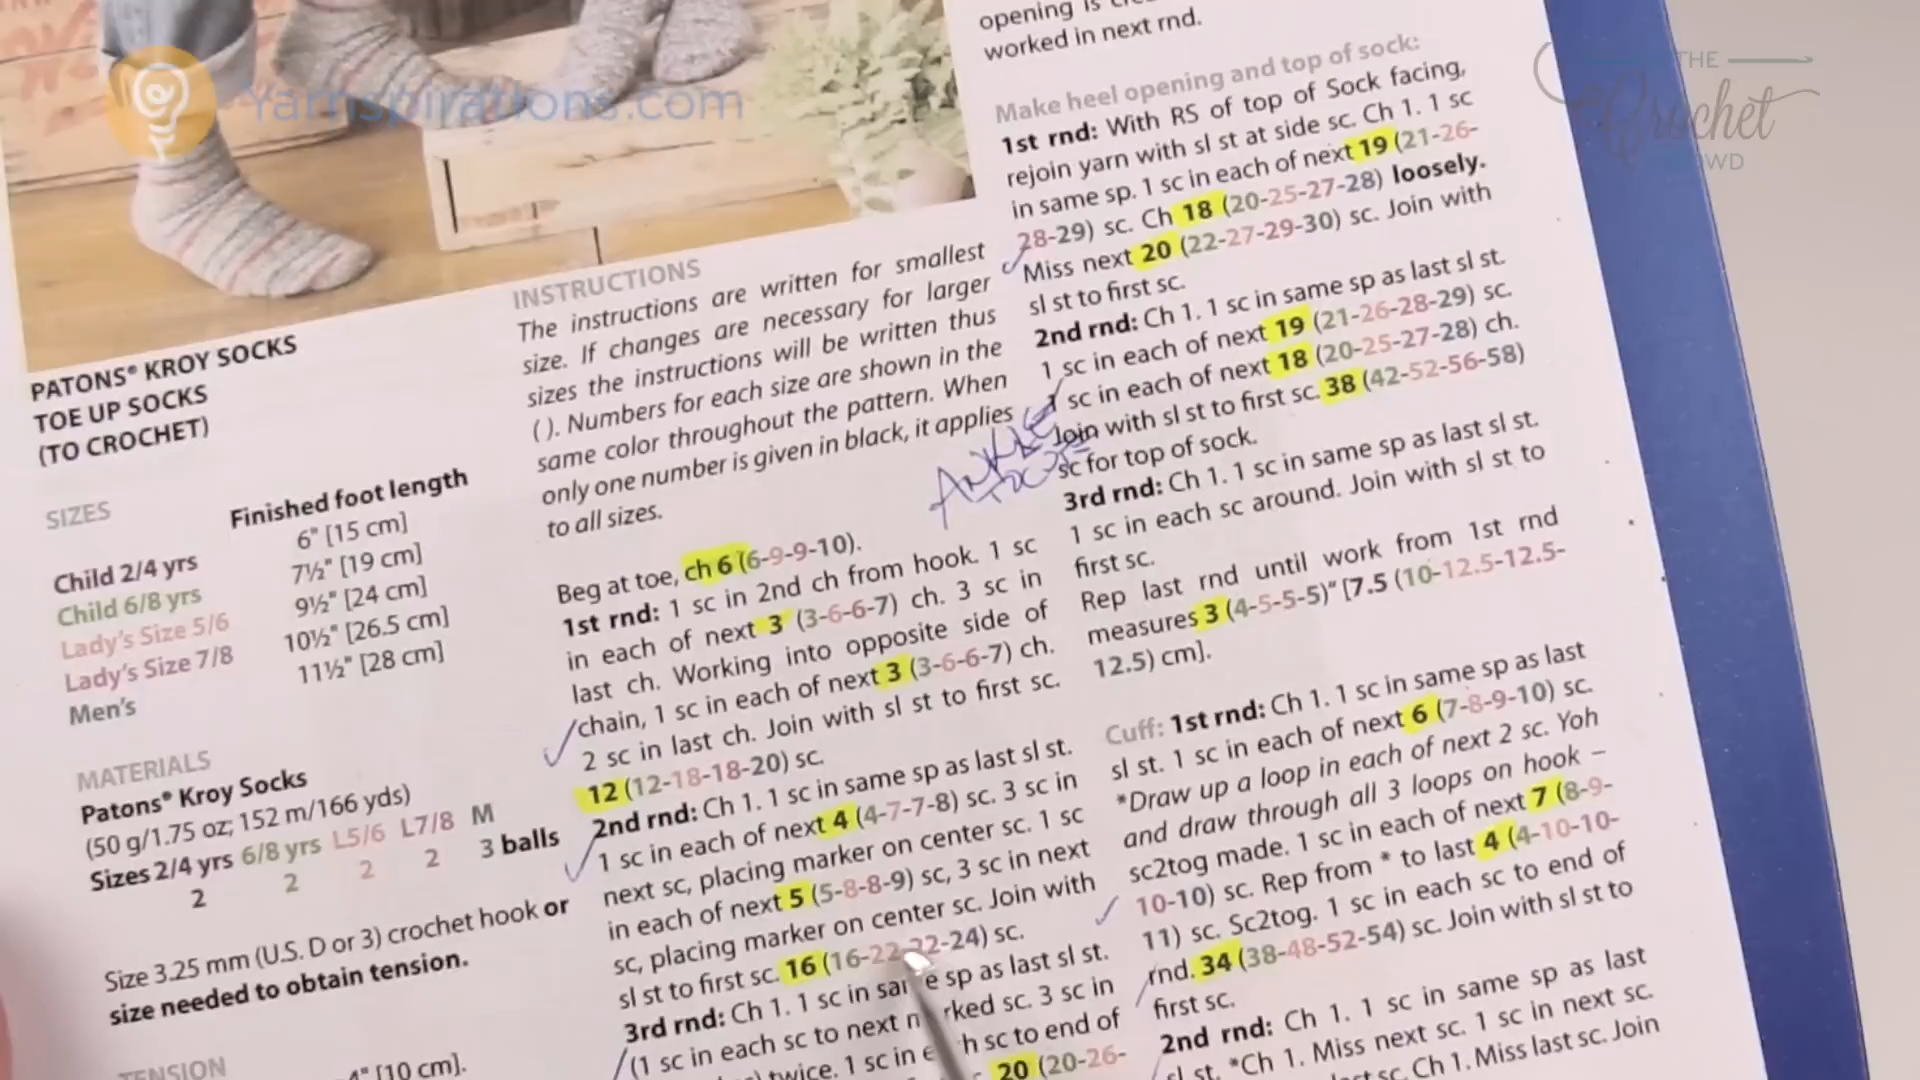 Yarnspirations.com
THE
Crochet
CROWD
PATONS® KROY SOCKS
TOE UP SOCKS
(TO CROCHET)
SIZES
Finished foot length
Child 2/4 yrs 6" [15 cm]
Child 6/8 yrs 7½" [19 cm]
Lady's Size 5/6 9½" [24 cm]
Lady's Size 7/8 10½" [26.5 cm]
Men's 11½" [28 cm]
MATERIALS
Patons® Kroy Socks
(50 g/1.75 oz; 152 m/166 yds)
Sizes 2/4 yrs 6/8 yrs L5/6 L7/8 M
2 2 2 2 3 balls
Size 3.25 mm (U.S. D or 3) crochet hook or
size needed to obtain tension.
TENSION
4" [10 cm].
INSTRUCTIONS
The instructions are written for smallest
size. If changes are necessary for larger
sizes the instructions will be written thus
( ). Numbers for each size are shown in the
same color throughout the pattern. When
only one number is given in black, it applies
to all sizes.
Beg at toe, ch 6 (6-9-9-10).
1st rnd: 1 sc in 2nd ch from hook. 1 sc
in each of next 3 (3-6-6-7) ch. 3 sc in
last ch. Working into opposite side of
chain, 1 sc in each of next 3 (3-6-6-7) ch.
2 sc in last ch. Join with sl st to first sc.
12 (12-18-18-20) sc.
2nd rnd: Ch 1. 1 sc in same sp as last sl st.
1 sc in each of next 4 (4-7-7-8) sc. 3 sc in
next sc, placing marker on center sc. 1 sc
in each of next 5 (5-8-8-9) sc, 3 sc in next
sc, placing marker on center sc. Join with
sl st to first sc. 16 (16-22-22-24) sc.
3rd rnd: Ch 1. 1 sc in same sp as last sl st.
(1 sc in each sc to next marked sc. 3 sc in
twice. 1 sc in each sc to end of
20 (20-26-
opening is
worked in next rnd.
Make heel opening and top of sock:
1st rnd: With RS of top of Sock facing,
rejoin yarn with sl st at side sc. Ch 1. 1 sc
in same sp. 1 sc in each of next 19 (21-26-
28-29) sc. Ch 18 (20-25-27-28) loosely.
Miss next 20 (22-27-29-30) sc. Join with
sl st to first sc.
2nd rnd: Ch 1. 1 sc in same sp as last sl st.
1 sc in each of next 19 (21-26-28-29) sc.
1 sc in each of next 18 (20-25-27-28) ch.
Join with sl st to first sc. 38 (42-52-56-58)
sc for top of sock.
ANKLE
3rd rnd: Ch 1. 1 sc in same sp as last sl st.
1 sc in each sc around. Join with sl st to
first sc.
Rep last rnd until work from 1st rnd
measures 3 (4-5-5-5)" [7.5 (10-12.5-12.5-
12.5) cm].
Cuff: 1st rnd: Ch 1. 1 sc in same sp as last
sl st. 1 sc in each of next 6 (7-8-9-10) sc.
*Draw up a loop in each of next 2 sc. Yoh
and draw through all 3 loops on hook –
sc2tog made. 1 sc in each of next 7 (8-9-
10-10) sc. Rep from * to last 4 (4-10-10-
11) sc. Sc2tog. 1 sc in each sc to end of
rnd. 34 (38-48-52-54) sc. Join with sl st to
first sc.
2nd rnd: Ch 1. 1 sc in same sp as last
sl st. *Ch 1. Miss next sc. 1 sc in next sc.
last sc. Ch 1. Miss last sc. Join